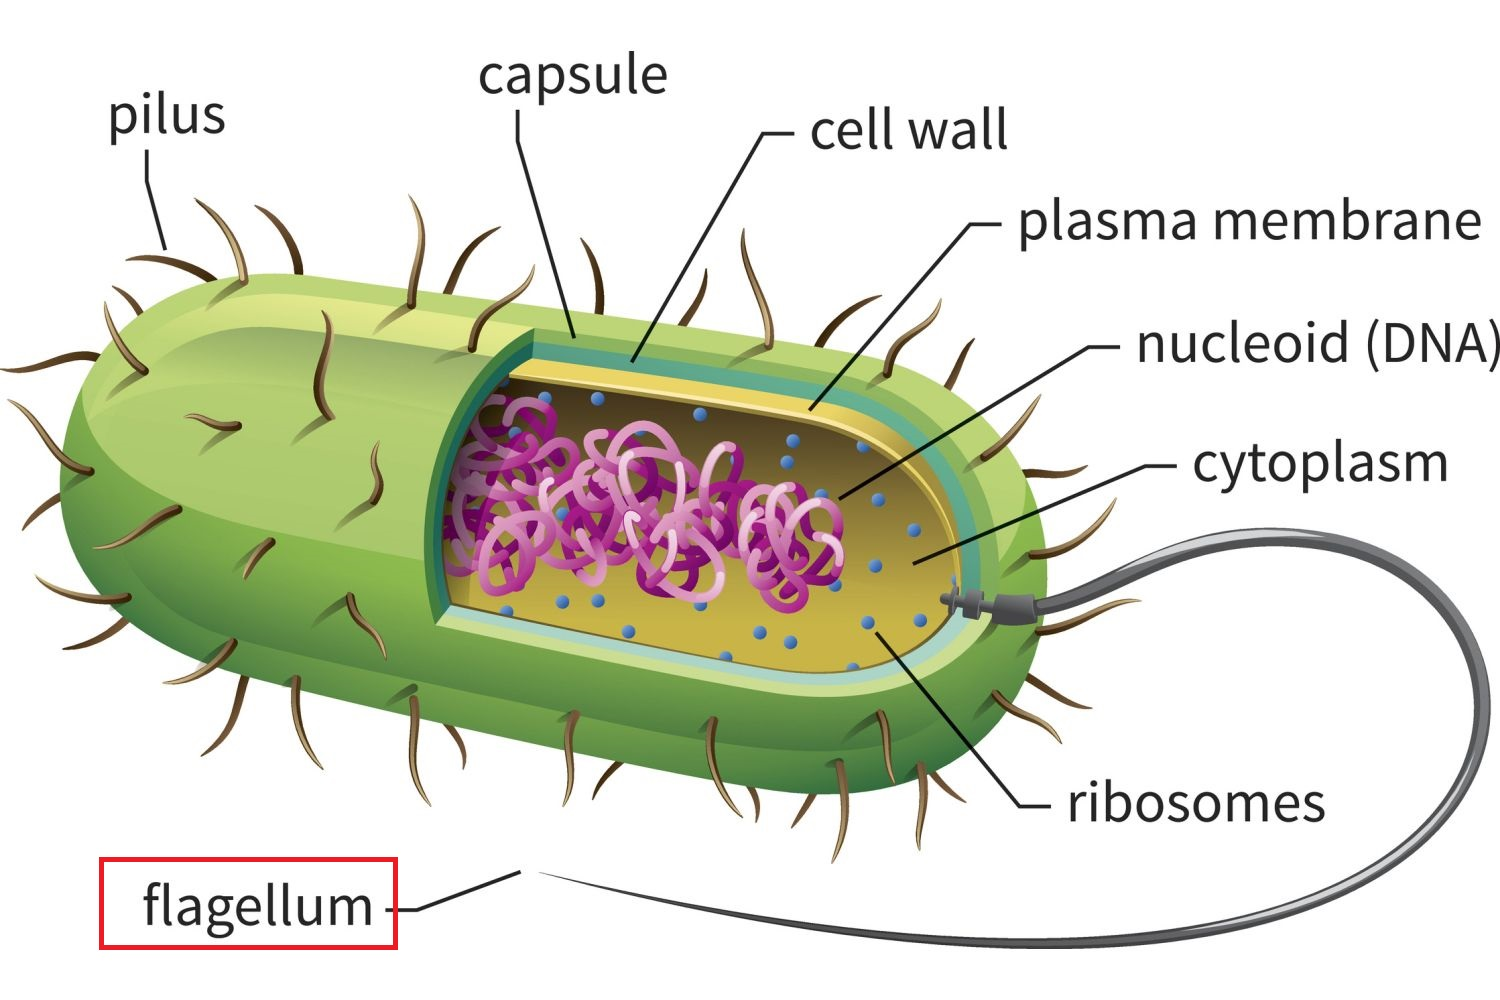 capsule
pilus
cell wall
plasma membrane
nucleoid (DNA)
cytoplasm
ribosomes
flagellum